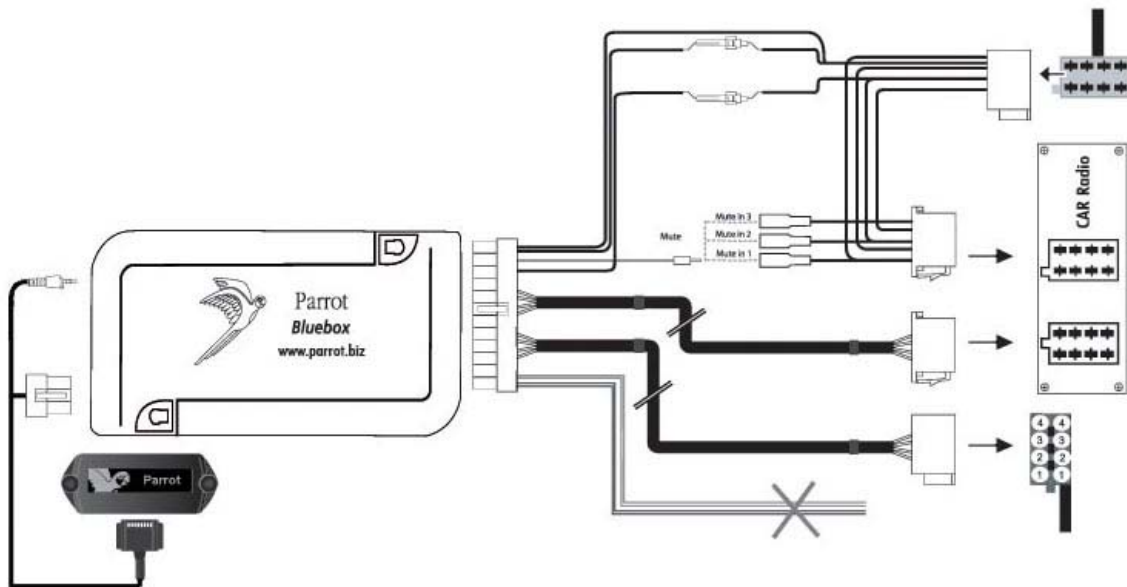 Mute in 3
Mute
Mute in 2
Mute in 1
CAR Radio
Parrot
Bluebox
www.parrot.biz
Parrot
4 4
3 3
2 2
1 1